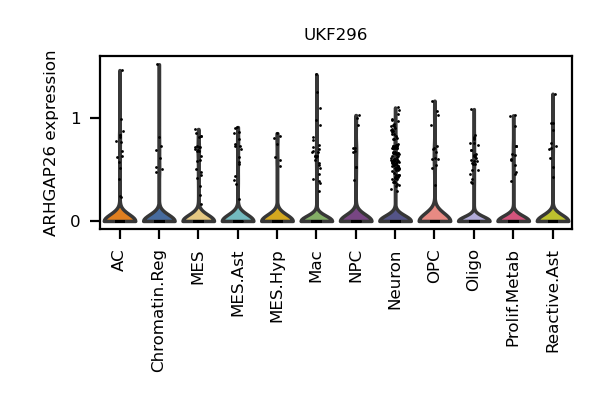 UKF296
ARHGAP26 expression
1
0
AC
Chromatin.Reg
MES
MES.Ast
MES.Hyp
Mac
NPC
Neuron
OPC
Oligo
Prolif.Metab
Reactive.Ast